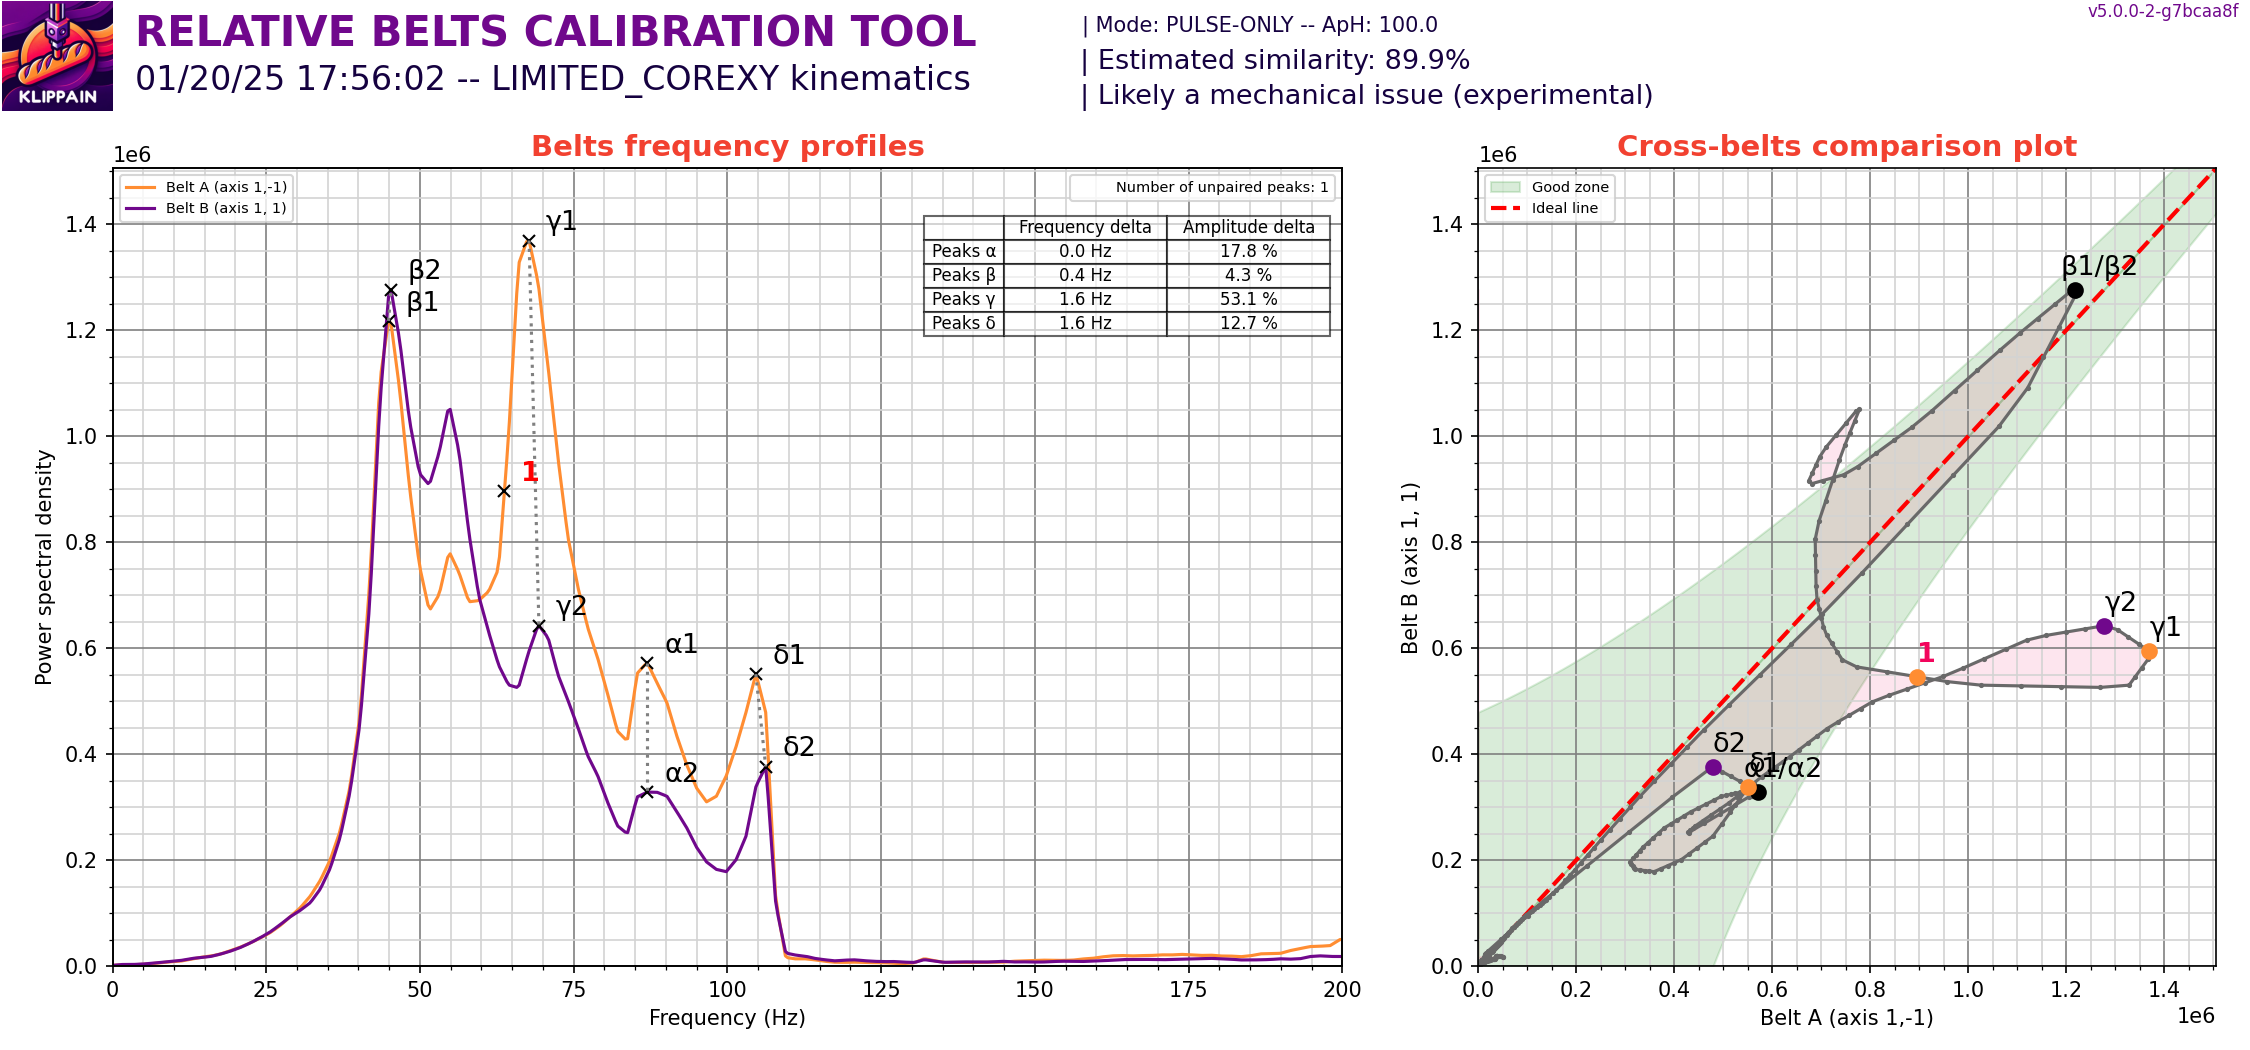 KLIPPAIN
RELATIVE BELTS CALIBRATION TOOL
01/20/25 17:56:02 -- LIMITED_COREXY kinematics
| Mode: PULSE-ONLY -- ApH: 100.0
| Estimated similarity: 89.9%
| Likely a mechanical issue (experimental)
v5.0.0-2-g7bcaa8f
Belts frequency profiles
1e6
Belt A (axis 1,-1)
Belt B (axis 1, 1)
Number of unpaired peaks: 1
Frequency delta Amplitude delta
Peaks α 0.0 Hz 17.8 %
Peaks β 0.4 Hz 4.3 %
Peaks γ 1.6 Hz 53.1 %
Peaks δ 1.6 Hz 12.7 %
γ1
β2
β1
1
γ2
α1
δ1
δ2
α2
1.4
1.2
1.0
0.8
0.6
0.4
0.2
0.0
Power spectral density
0 25 50 75 100 125 150 175 200
Frequency (Hz)
Cross-belts comparison plot
1e6
Good zone
Ideal line
β1/β2
γ2
γ1
1
δ2
δ1
α1/α2
1.4
1.2
1.0
0.8
0.6
0.4
0.2
0.0
Belt B (axis 1, 1)
0.0 0.2 0.4 0.6 0.8 1.0 1.2 1.4
Belt A (axis 1,-1)
1e6